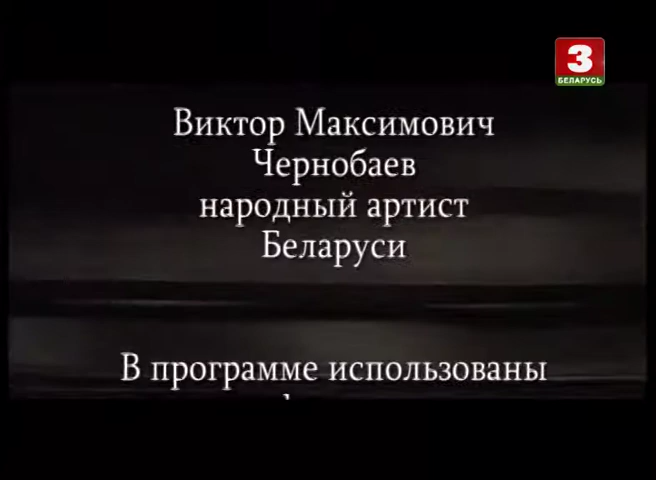 3
БЕЛАРУСЬ
Виктор Максимович
Чернобаев
народный артист
Беларуси
В программе использованы